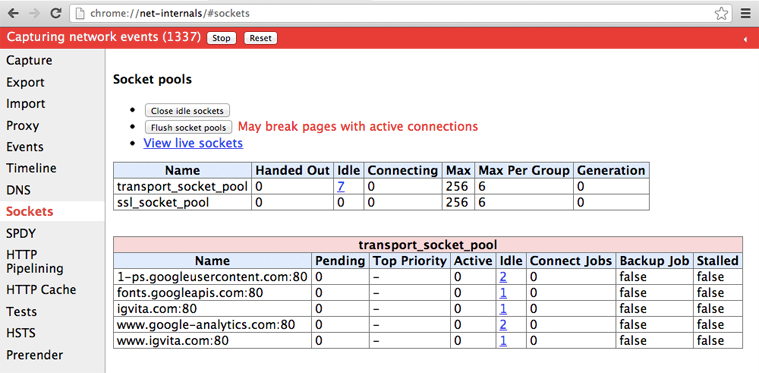 chrome://net-internals/#sockets
Capturing network events (1337) Stop Reset
Capture
Export
Import
Proxy
Events
Timeline
DNS
Sockets
SPDY
HTTP
Pipelining
HTTP Cache
Tests
HSTS
Prerender
Socket pools
• Close idle sockets
• Flush socket pools May break pages with active connections
• View live sockets
Name Handed Out Idle Connecting Max Max Per Group Generation
transport_socket_pool 0 7 0 256 6 0
ssl_socket_pool 0 0 0 256 6 0
transport_socket_pool
Name Pending Top Priority Active Idle Connect Jobs Backup Job Stalled
1-ps.googleusercontent.com:80 0 – 0 2 0 false false
fonts.googleapis.com:80 0 – 0 1 0 false false
igvita.com:80 0 – 0 1 0 false false
www.google-analytics.com:80 0 – 0 2 0 false false
www.igvita.com:80 0 – 0 1 0 false false